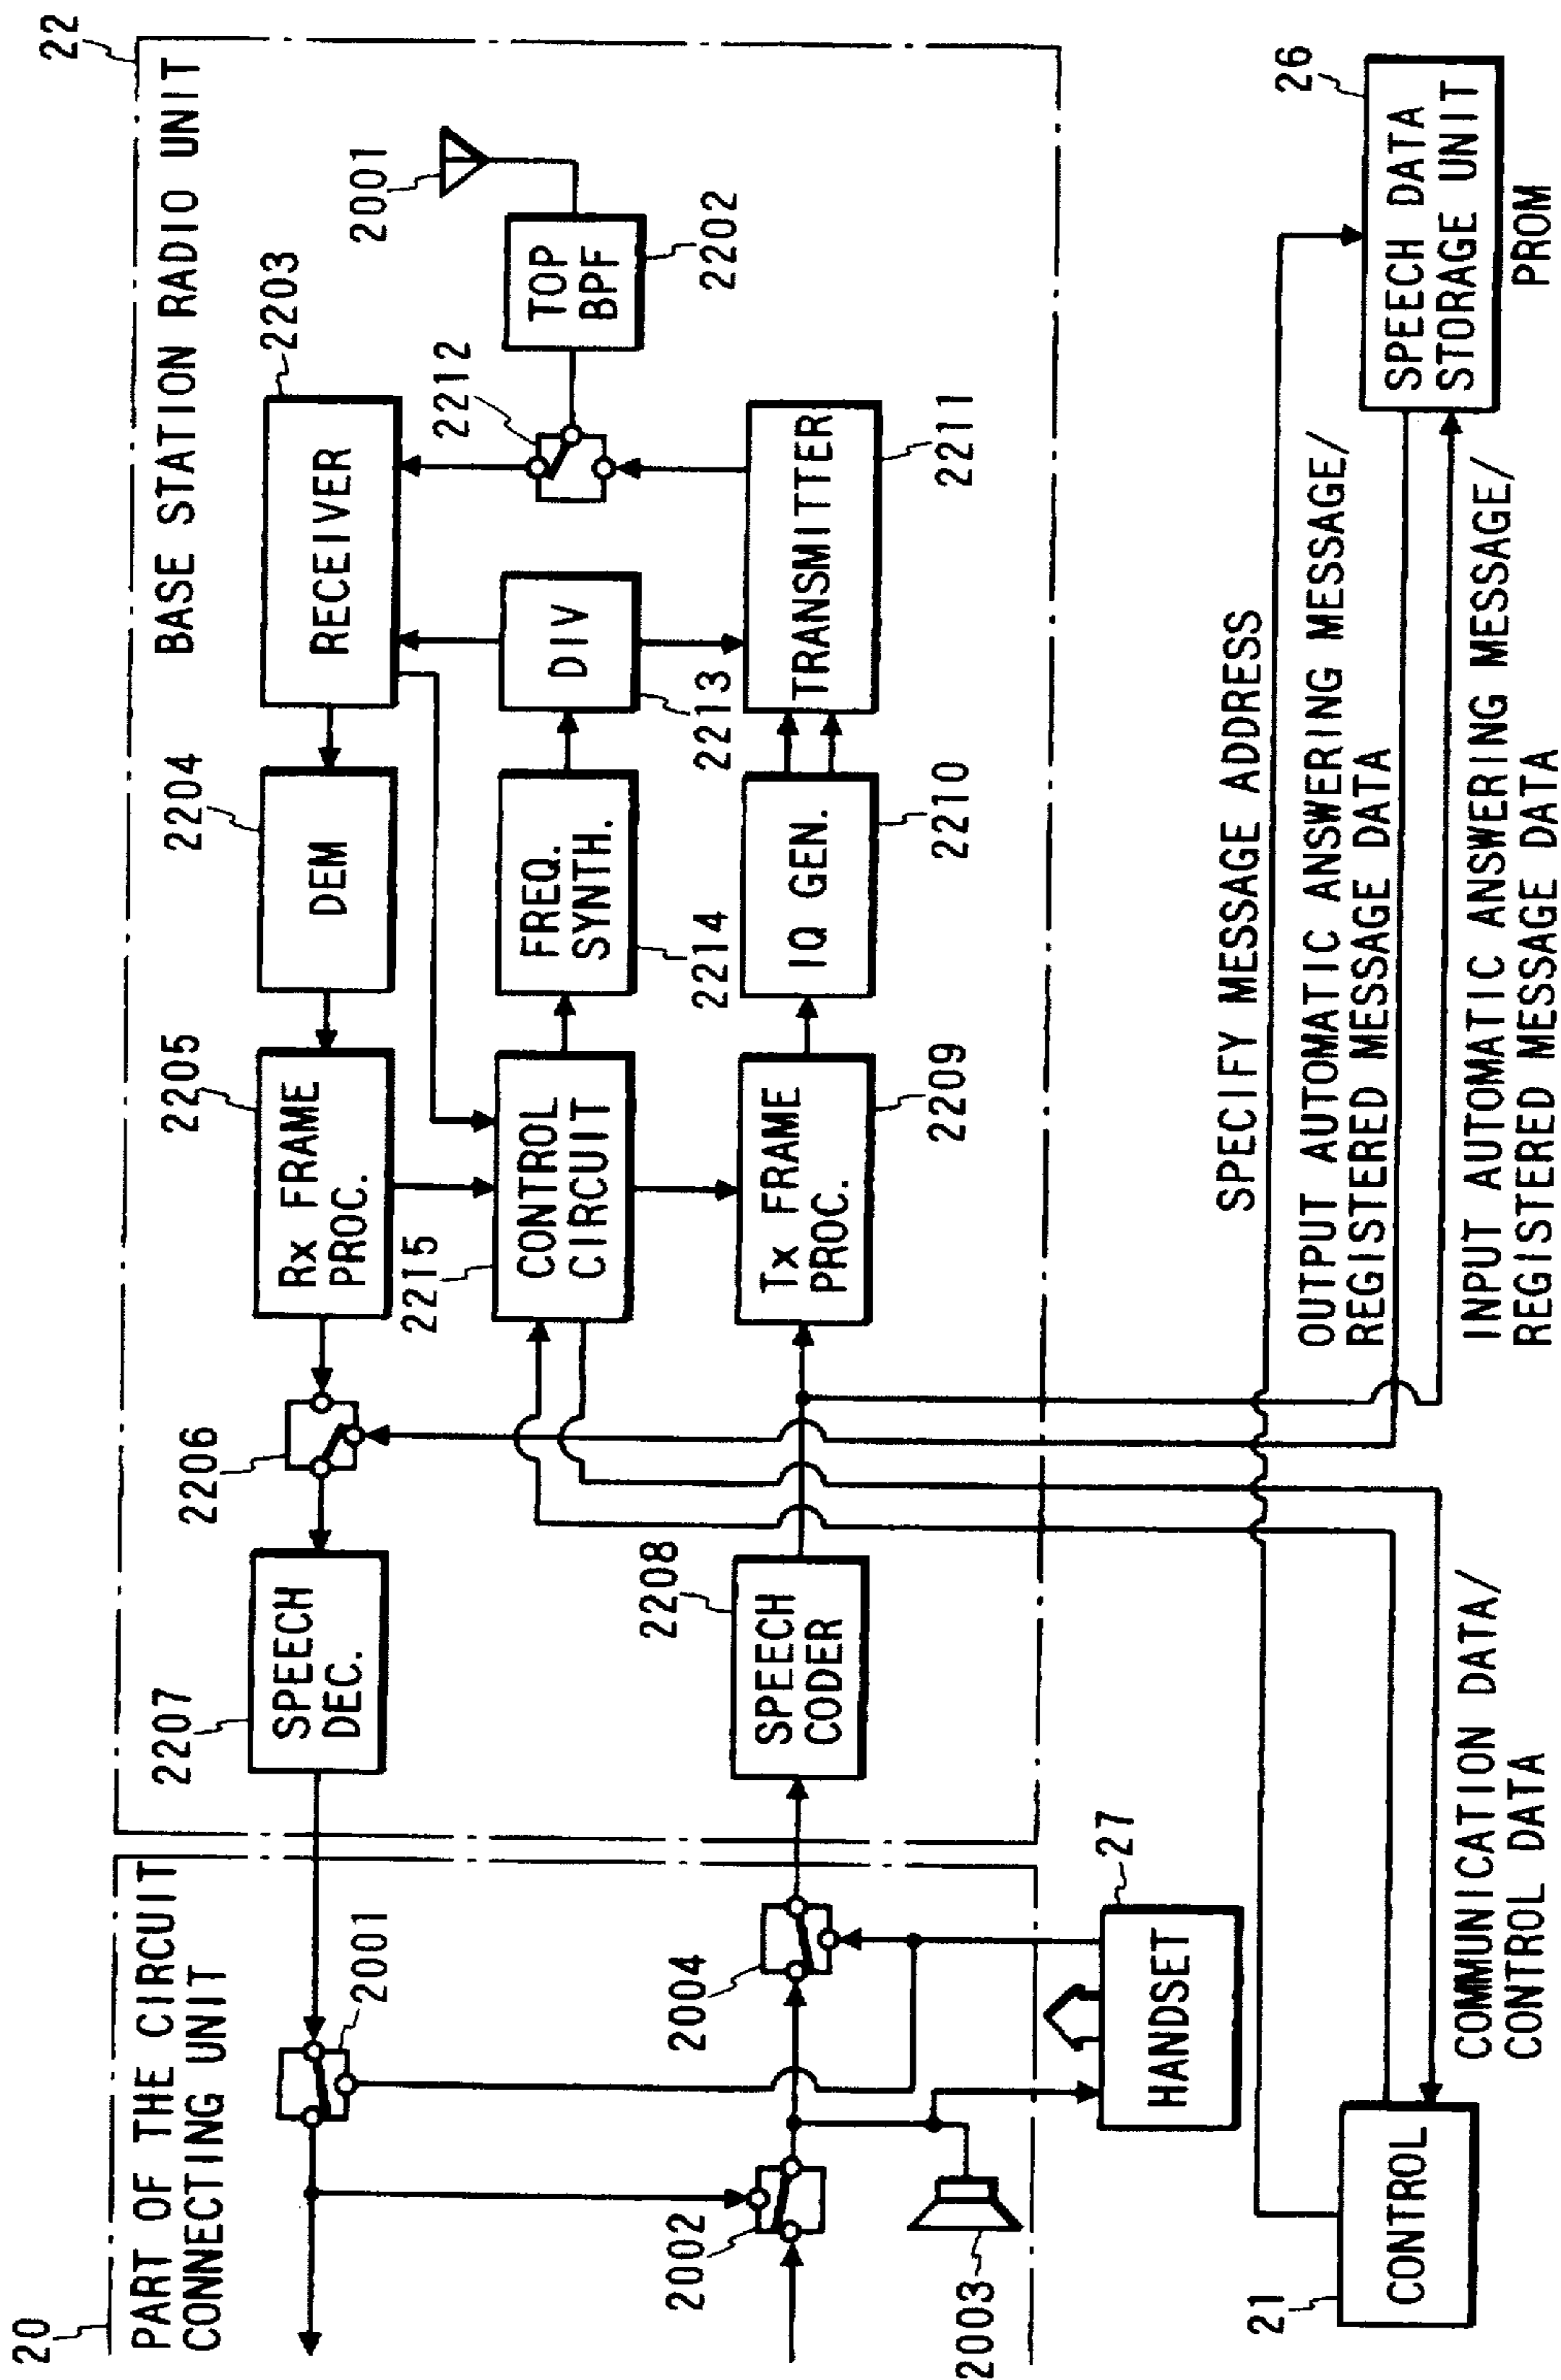 22
BASE STATION RADIO UNIT
2001
TOP
BPF
2202
2203
RECEIVER
2212
TRANSMITTER
2211
DIV
2213
2204
DEM
FREQ.
SYNTH.
2214
IQ GEN.
2210
2205
Rx FRAME
PROC.
2215
CONTROL
CIRCUIT
Tx FRAME
PROC.
2209
2206
2207
SPEECH
DEC.
2208
SPEECH
CODER
20
PART OF THE CIRCUIT
CONNECTING UNIT
2001
2002
2003
2004
27
HANDSET
21
CONTROL
COMMUNICATION DATA/
CONTROL DATA
SPECIFY MESSAGE ADDRESS
OUTPUT AUTOMATIC ANSWERING MESSAGE/
REGISTERED MESSAGE DATA
INPUT AUTOMATIC ANSWERING MESSAGE/
REGISTERED MESSAGE DATA
26
SPEECH DATA
STORAGE UNIT
PROM